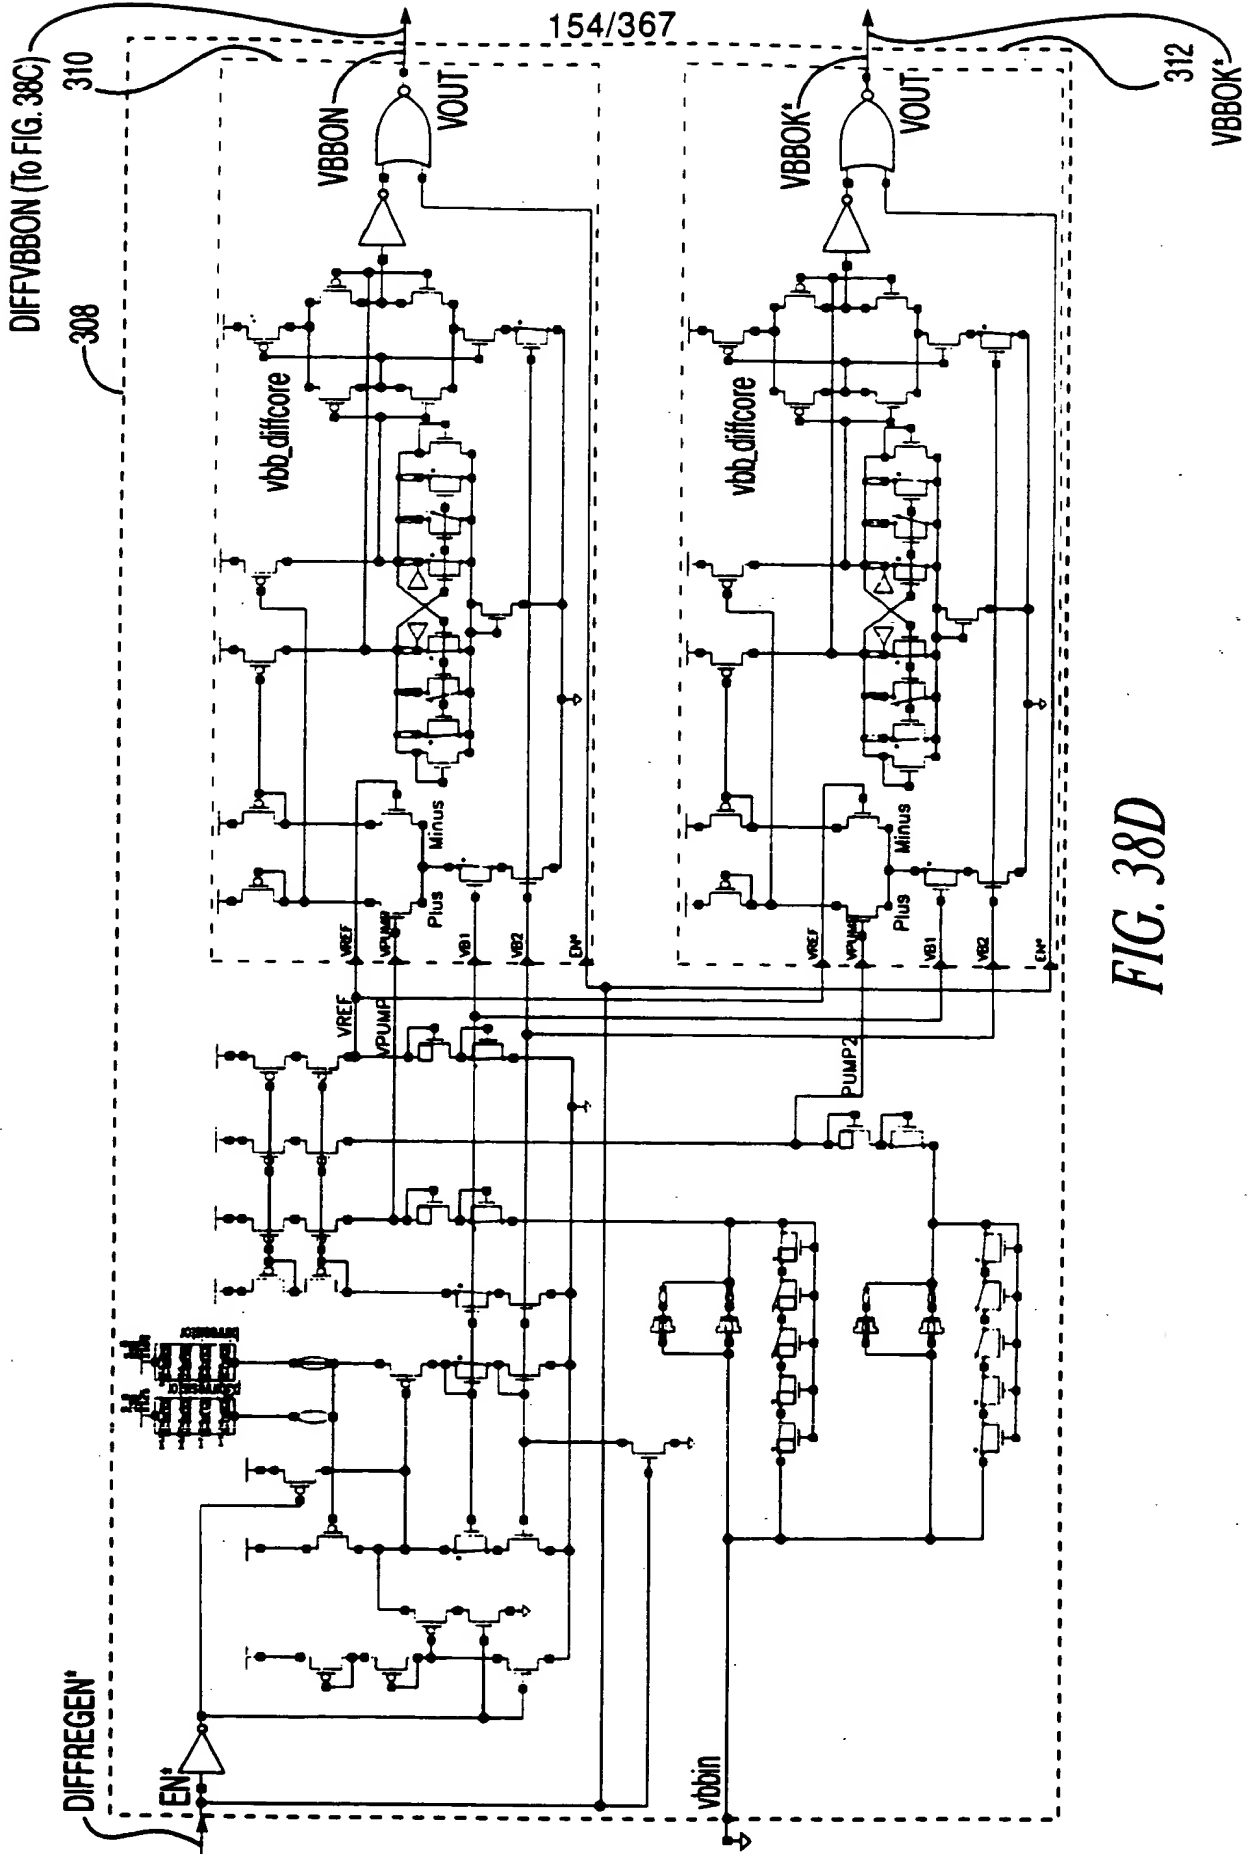 154/367
DIFFVBBON (To FIG. 38C)
310
308
VBBON
VOUT
vbb_diffcore
Minus
Plus
VREF
VPUMP
VB1
VB2
EN*
VREF
VPUMP
312
VBBOK*
VBBOK*
VOUT
vbb_diffcore
Minus
Plus
VREF
VPUMP
VB1
VB2
EN*
PUMP2
DIFFREGEN*
EN*
vbbin
FIG. 38D